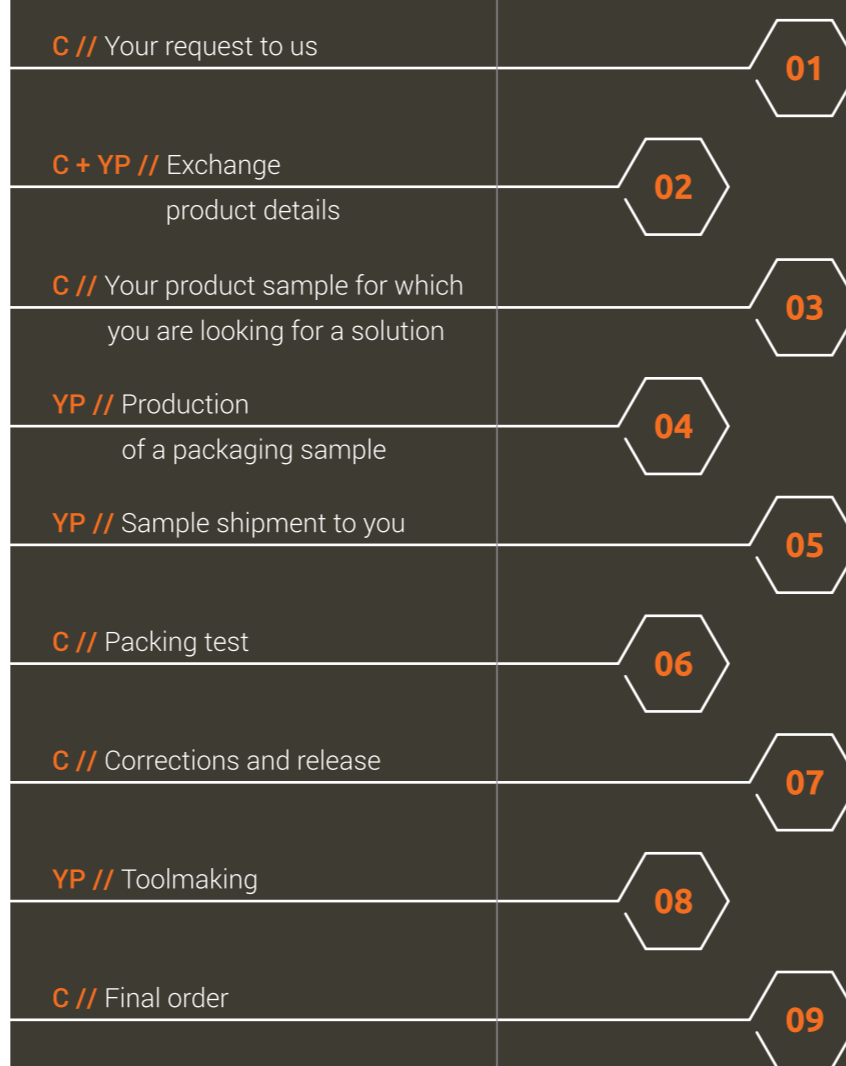 C // Your request to us
01
C + YP // Exchange
product details
02
C // Your product sample for which
you are looking for a solution
03
YP // Production
of a packaging sample
04
YP // Sample shipment to you
05
C // Packing test
06
C // Corrections and release
07
YP // Toolmaking
08
C // Final order
09